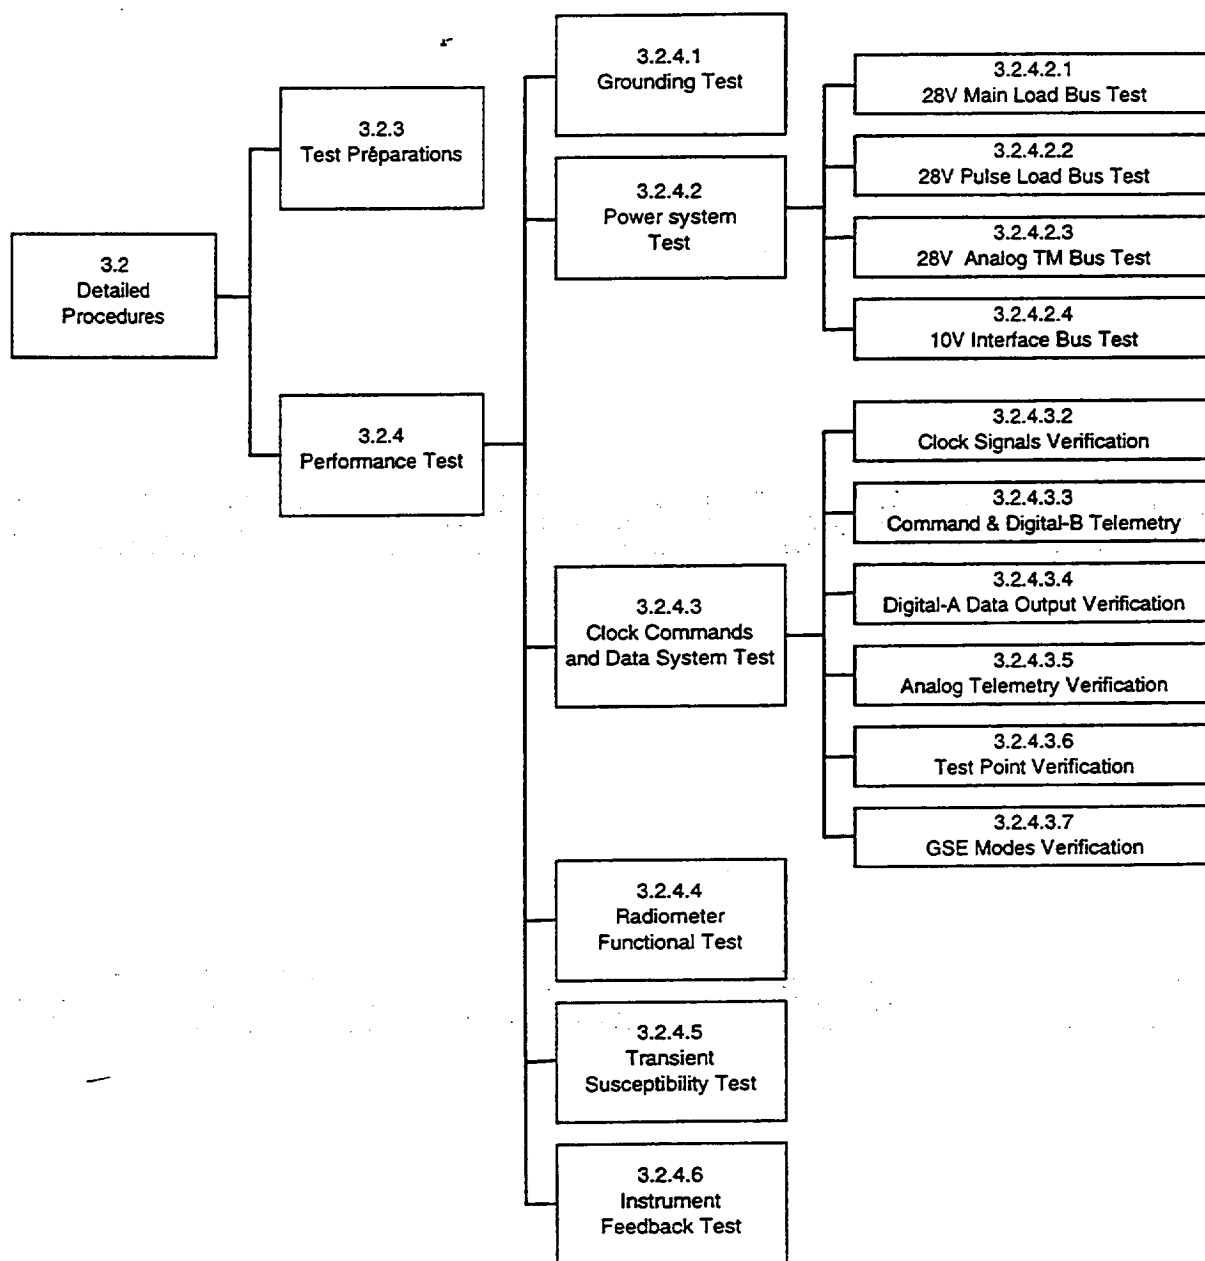 3.2
Detailed
Procedures
3.2.3
Test Préparations
3.2.4
Performance Test
3.2.4.1
Grounding Test
3.2.4.2
Power system
Test
3.2.4.2.1
28V Main Load Bus Test
3.2.4.2.2
28V Pulse Load Bus Test
3.2.4.2.3
28V Analog TM Bus Test
3.2.4.2.4
10V Interface Bus Test
3.2.4.3
Clock Commands
and Data System Test
3.2.4.3.2
Clock Signals Verification
3.2.4.3.3
Command & Digital-B Telemetry
3.2.4.3.4
Digital-A Data Output Verification
3.2.4.3.5
Analog Telemetry Verification
3.2.4.3.6
Test Point Verification
3.2.4.3.7
GSE Modes Verification
3.2.4.4
Radiometer
Functional Test
3.2.4.5
Transient
Susceptibility Test
3.2.4.6
Instrument
Feedback Test